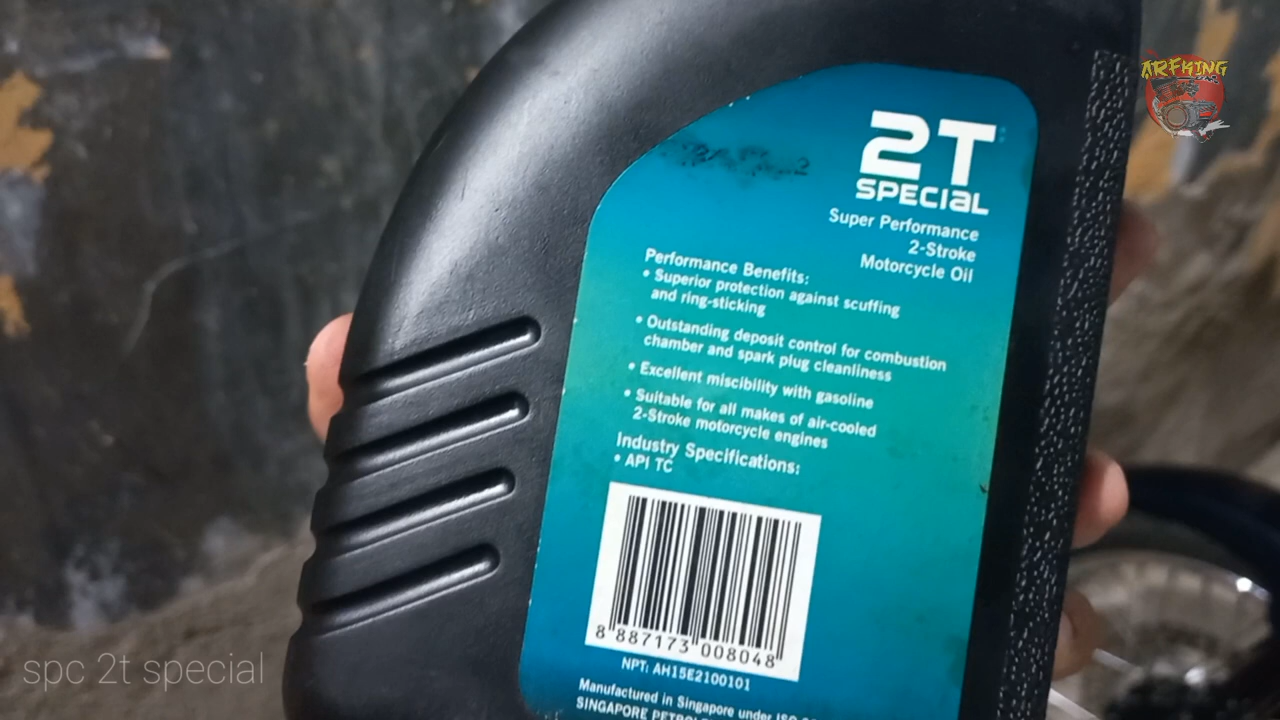 ARFKING
2T
SPECIaL
Super Performance
2-Stroke
Motorcycle Oil
Performance Benefits:
• Superior protection against scuffing
and ring-sticking
• Outstanding deposit control for combustion
chamber and spark plug cleanliness
• Excellent miscibility with gasoline
• Suitable for all makes of air-cooled
2-Stroke motorcycle engines
Industry Specifications:
• API TC
8 887173 008048
NPT: AH15E2100101
Manufactured in Singapore under ISO
SINGAPORE
spc 2t special